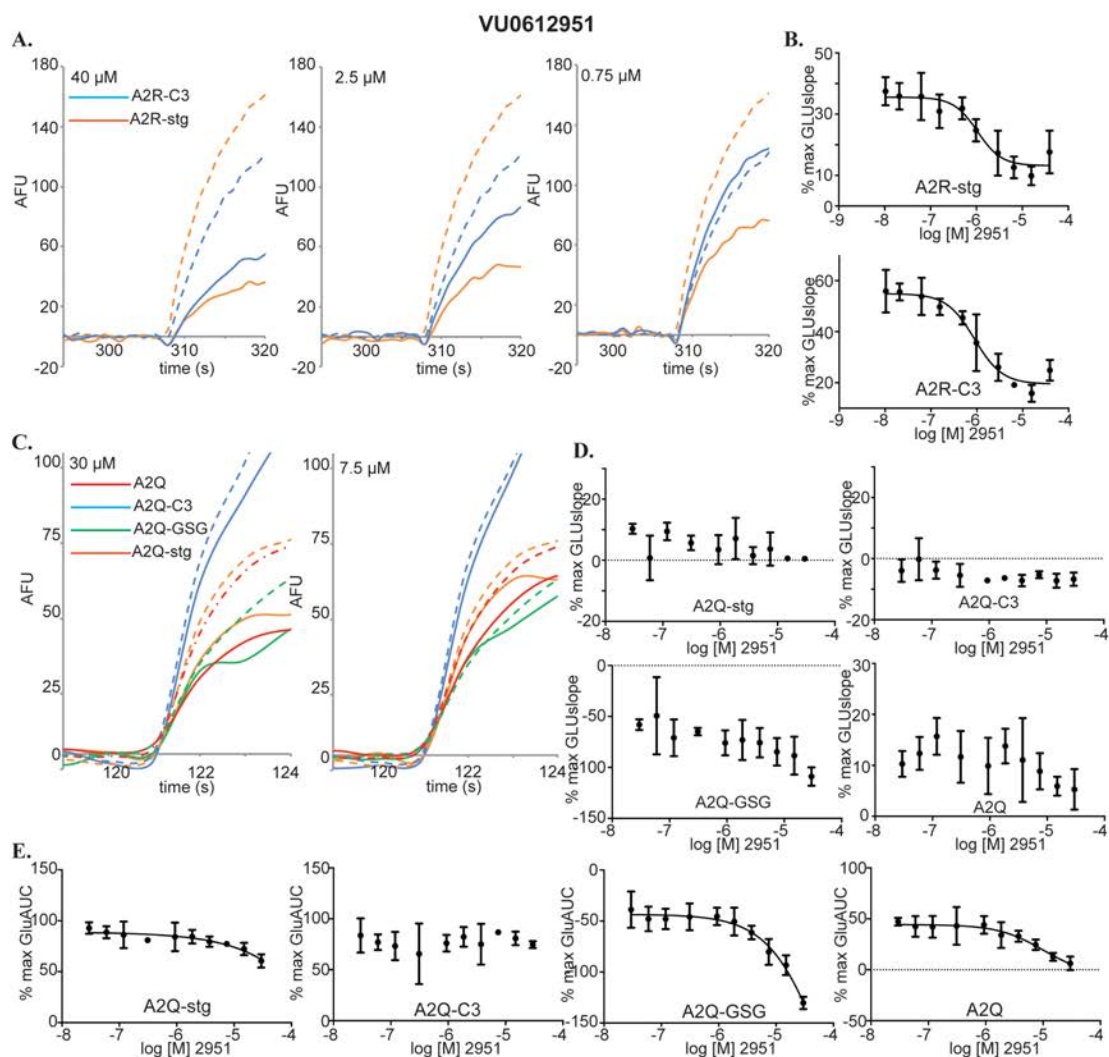 VU0612951
A.
180
140
100
60
20
-20
AFU
40 µM
A2R-C3
A2R-stg
300
310
320
time (s)
180
140
100
60
20
-20
AFU
2.5 µM
300
310
320
time (s)
180
140
100
60
20
-20
AFU
0.75 µM
300
310
320
time (s)
B.
50
40
30
20
10
0
% max GLUslope
A2R-stg
-9
-8
-7
-6
-5
-4
log [M] 2951
60
40
20
% max GLUslope
A2R-C3
-9
-8
-7
-6
-5
-4
log [M] 2951
C.
100
75
50
25
0
AFU
30 µM
A2Q
A2Q-C3
A2Q-GSG
A2Q-stg
120
122
124
time (s)
100
75
50
25
0
AFU
7.5 µM
120
122
124
time (s)
D.
20
0
-20
% max GLUslope
A2Q-stg
-8
-7
-6
-5
-4
log [M] 2951
20
0
-20
% max GLUslope
A2Q-C3
-8
-7
-6
-5
-4
log [M] 2951
0
-50
-100
-150
% max GLUslope
A2Q-GSG
-8
-7
-6
-5
-4
log [M] 2951
30
20
10
0
% max GLUslope
A2Q
-8
-7
-6
-5
-4
log [M] 2951
E.
150
100
50
0
% max GluAUC
A2Q-stg
-8
-7
-6
-5
-4
log [M] 2951
150
100
50
0
% max GluAUC
A2Q-C3
-8
-7
-6
-5
-4
log [M] 2951
0
-50
-100
-150
% max GluAUC
A2Q-GSG
-8
-7
-6
-5
-4
log [M] 2951
100
50
0
-50
% max GluAUC
A2Q
-8
-7
-6
-5
-4
log [M] 2951